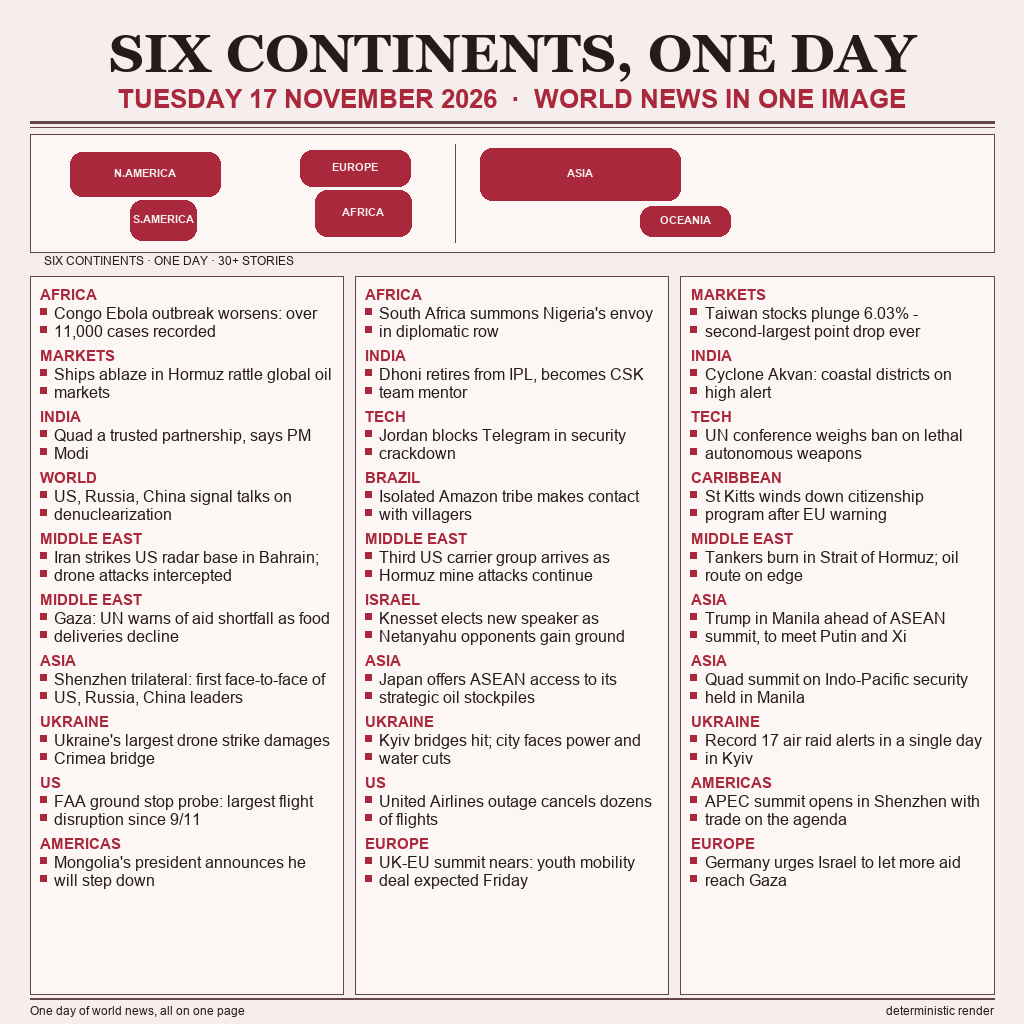 SIX CONTINENTS, ONE DAY
TUESDAY 17 NOVEMBER 2026 · WORLD NEWS IN ONE IMAGE
N.AMERICA
S.AMERICA
EUROPE
AFRICA
ASIA
OCEANIA
SIX CONTINENTS · ONE DAY · 30+ STORIES
AFRICA
Congo Ebola outbreak worsens: over
11,000 cases recorded
MARKETS
Ships ablaze in Hormuz rattle global oil
markets
INDIA
Quad a trusted partnership, says PM
Modi
WORLD
US, Russia, China signal talks on
denuclearization
MIDDLE EAST
Iran strikes US radar base in Bahrain;
drone attacks intercepted
MIDDLE EAST
Gaza: UN warns of aid shortfall as food
deliveries decline
ASIA
Shenzhen trilateral: first face-to-face of
US, Russia, China leaders
UKRAINE
Ukraine's largest drone strike damages
Crimea bridge
US
FAA ground stop probe: largest flight
disruption since 9/11
AMERICAS
Mongolia's president announces he
will step down
AFRICA
South Africa summons Nigeria's envoy
in diplomatic row
INDIA
Dhoni retires from IPL, becomes CSK
team mentor
TECH
Jordan blocks Telegram in security
crackdown
BRAZIL
Isolated Amazon tribe makes contact
with villagers
MIDDLE EAST
Third US carrier group arrives as
Hormuz mine attacks continue
ISRAEL
Knesset elects new speaker as
Netanyahu opponents gain ground
ASIA
Japan offers ASEAN access to its
strategic oil stockpiles
UKRAINE
Kyiv bridges hit; city faces power and
water cuts
US
United Airlines outage cancels dozens
of flights
EUROPE
UK-EU summit nears: youth mobility
deal expected Friday
MARKETS
Taiwan stocks plunge 6.03% -
second-largest point drop ever
INDIA
Cyclone Akvan: coastal districts on
high alert
TECH
UN conference weighs ban on lethal
autonomous weapons
CARIBBEAN
St Kitts winds down citizenship
program after EU warning
MIDDLE EAST
Tankers burn in Strait of Hormuz; oil
route on edge
ASIA
Trump in Manila ahead of ASEAN
summit, to meet Putin and Xi
ASIA
Quad summit on Indo-Pacific security
held in Manila
UKRAINE
Record 17 air raid alerts in a single day
in Kyiv
AMERICAS
APEC summit opens in Shenzhen with
trade on the agenda
EUROPE
Germany urges Israel to let more aid
reach Gaza
One day of world news, all on one page
deterministic render